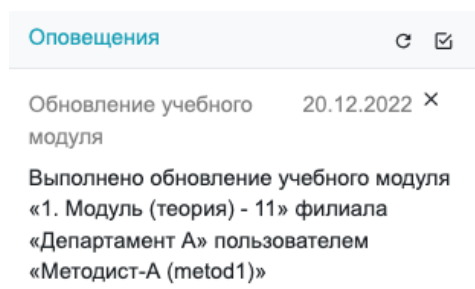 Оповещения
Обновление учебного 20.12.2022
модуля
Выполнено обновление учебного модуля
«1. Модуль (теория) - 11» филиала
«Департамент А» пользователем
«Методист-А (metod1)»